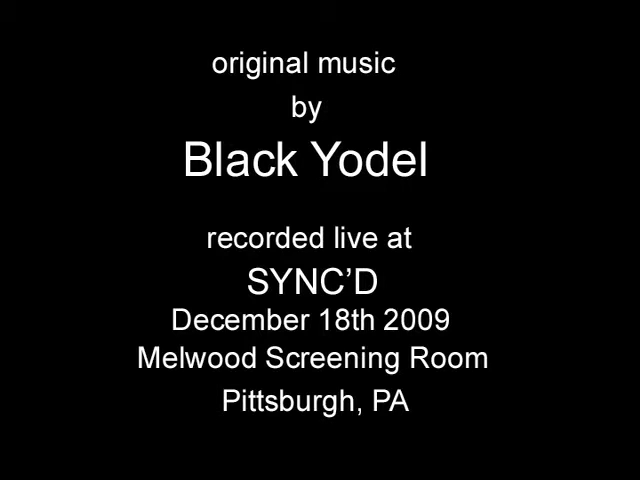 original music
by
Black Yodel
recorded live at
SYNC’D
December 18th 2009
Melwood Screening Room
Pittsburgh, PA